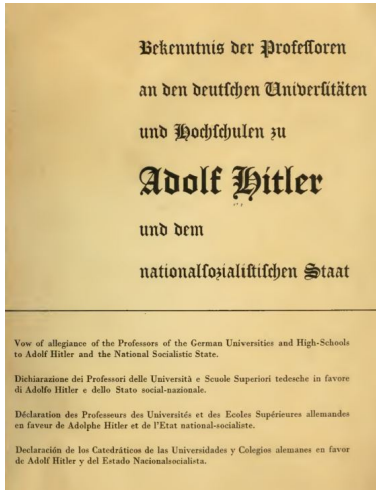 Bekenntnis der Professoren
an den deutschen Universitäten
und Hochschulen zu
Adolf Hitler
und dem
nationalsozialistischen Staat
Vow of allegiance of the Professors of the German Universities and High-Schools
to Adolf Hitler and the National Socialistic State.
Dichiarazione dei Professori delle Università e Scuole Superiori tedesche in favore
di Adolfo Hitler e dello Stato social-nazionale.
Déclaration des Professeurs des Universités et des Ecoles Supérieures allemandes
en faveur de Adolphe Hitler et de l'Etat national-socialiste.
Declaración de los Catedráticos de las Universidades y Colegios alemanes en favor
de Adolf Hitler y del Estado Nacionalsocialista.